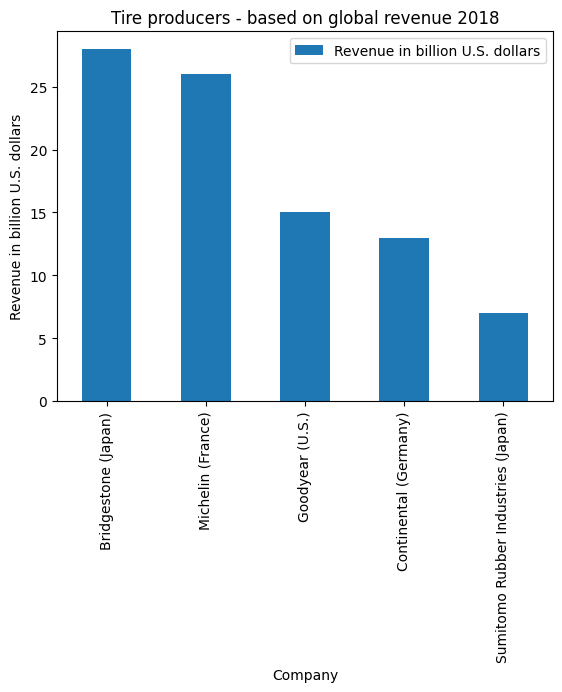 Tire producers - based on global revenue 2018
Revenue in billion U.S. dollars
Revenue in billion U.S. dollars
25
20
15
10
5
0
Bridgestone (Japan)
Michelin (France)
Goodyear (U.S.)
Continental (Germany)
Sumitomo Rubber Industries (Japan)
Company